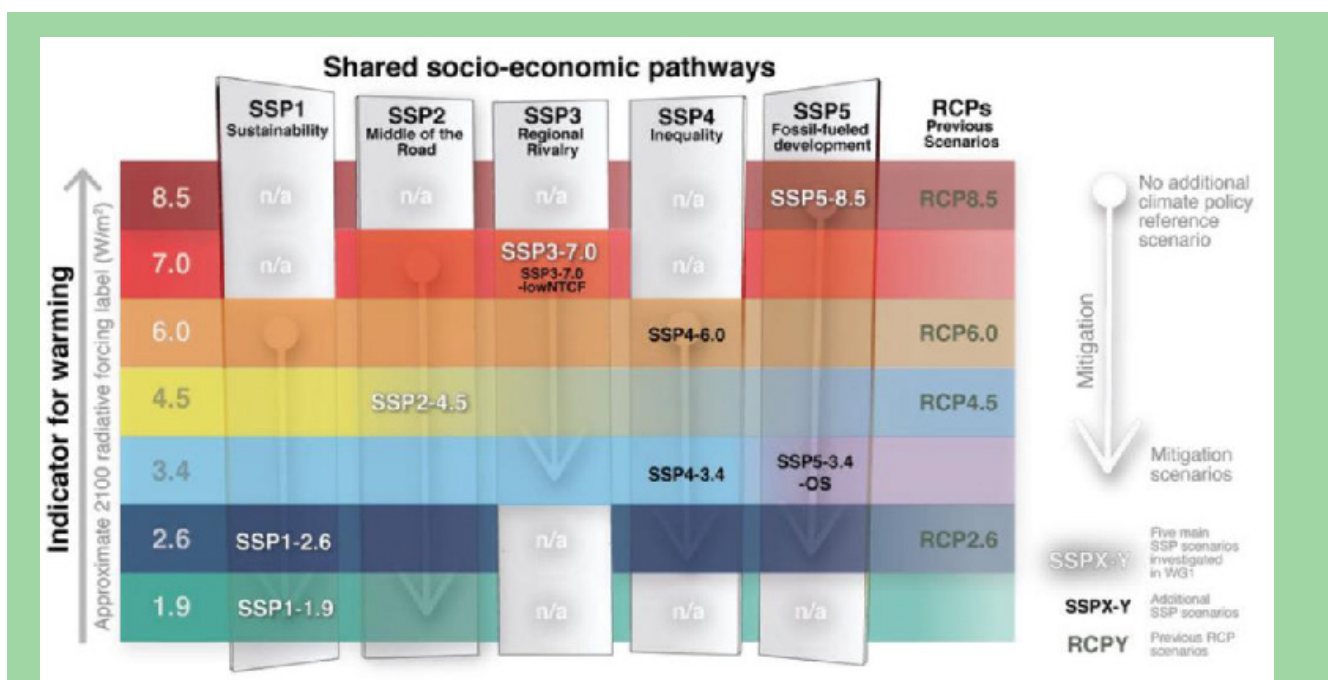 Shared socio-economic pathways
SSP1
Sustainability
SSP2
Middle of the
Road
SSP3
Regional
Rivalry
SSP4
Inequality
SSP5
Fossil-fueled
development
RCPs
Previous
Scenarios
Indicator for warming
Approximate 2100 radiative forcing label (W/m²)
8.5 n/a n/a n/a n/a SSP5-8.5 RCP8.5
7.0 n/a SSP3-7.0 n/a
SSP3-7.0
-lowNTCF
6.0 SSP4-6.0 RCP6.0
4.5 SSP2-4.5 RCP4.5
3.4 SSP4-3.4 SSP5-3.4
-OS
2.6 SSP1-2.6 n/a RCP2.6
1.9 SSP1-1.9 n/a n/a n/a
No additional
climate policy
reference
scenario
Mitigation
Mitigation
scenarios
SSPX-Y
Five main
SSP scenarios
investigated
in WG1
SSPX-Y
Additional
SSP scenarios
RCPY
Previous RCP
scenarios